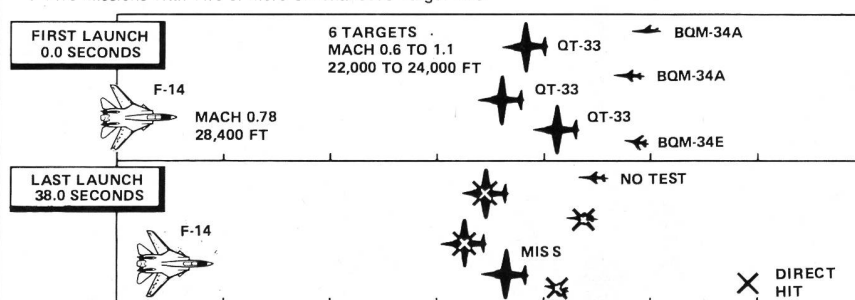 FIRST LAUNCH
0.0 SECONDS
6 TARGETS
MACH 0.6 TO 1.1
22,000 TO 24,000 FT
QT-33
BQM-34A
BQM-34A
QT-33
QT-33
BQM-34E
F-14
MACH 0.78
28,400 FT
LAST LAUNCH
38.0 SECONDS
NO TEST
F-14
MISS
DIRECT
HIT